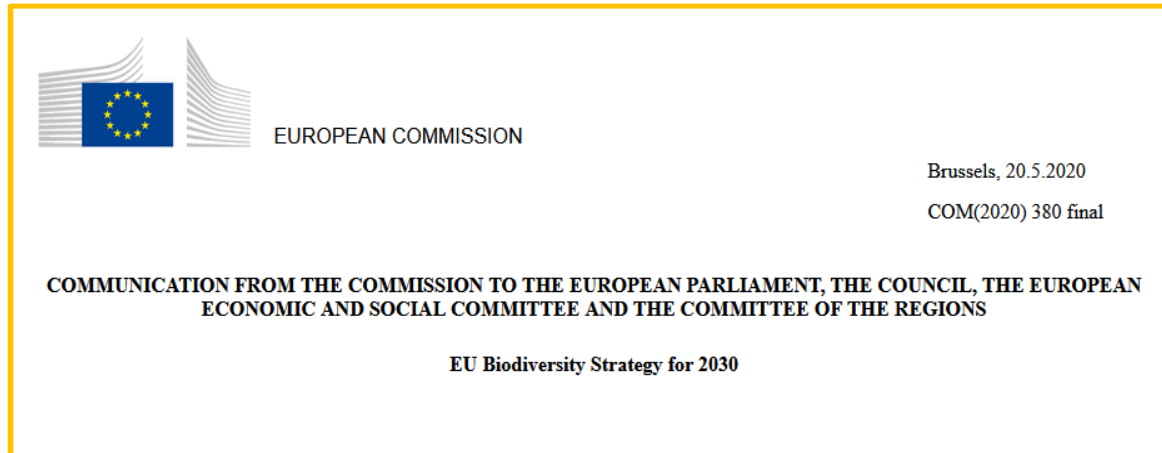 EUROPEAN COMMISSION
Brussels, 20.5.2020
COM(2020) 380 final
COMMUNICATION FROM THE COMMISSION TO THE EUROPEAN PARLIAMENT, THE COUNCIL, THE EUROPEAN
ECONOMIC AND SOCIAL COMMITTEE AND THE COMMITTEE OF THE REGIONS
EU Biodiversity Strategy for 2030